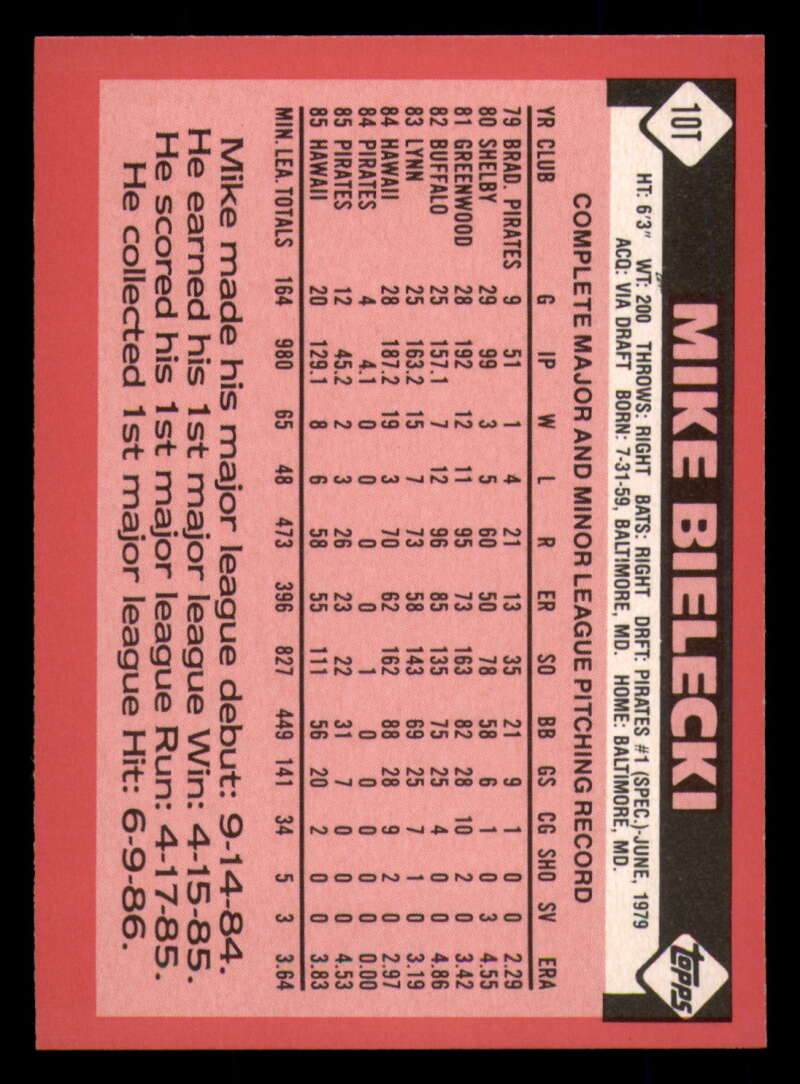 10T
MIKE BIELECKI
topps
HT: 6'3" WT: 200 THROWS: RIGHT BATS: RIGHT DRFT: PIRATES #1 (SPEC.)-JUNE, 1979
ACQ: VIA DRAFT BORN: 7-31-59, BALTIMORE, MD. HOME: BALTIMORE, MD.
COMPLETE MAJOR AND MINOR LEAGUE PITCHING RECORD
YR CLUB G IP W L R ER SO BB GS CG SHO SV ERA
79 BRAD. PIRATES 9 51 1 4 21 13 35 21 9 1 0 0 2.29
80 SHELBY 29 99 3 5 60 50 78 58 6 1 0 3 4.55
81 GREENWOOD 28 192 12 11 95 73 163 82 28 10 2 0 3.42
82 BUFFALO 25 157.1 7 12 96 85 135 75 25 4 0 0 4.86
83 LYNN 25 163.2 15 7 73 58 143 69 25 7 1 0 3.19
84 HAWAII 28 187.2 19 3 70 62 162 88 28 9 2 0 2.97
84 PIRATES 4 4.1 0 0 0 0 1 0 0 0 0 0 0.00
85 PIRATES 12 45.2 2 3 26 23 22 31 7 0 0 0 4.53
85 HAWAII 20 129.1 8 6 58 55 111 56 20 2 0 0 3.83
MIN. LEA. TOTALS 164 980 65 48 473 396 827 449 141 34 5 3 3.64
Mike made his major league debut: 9-14-84.
He earned his 1st major league Win: 4-15-85.
He scored his 1st major league Run: 4-17-85.
He collected 1st major league Hit: 6-9-86.